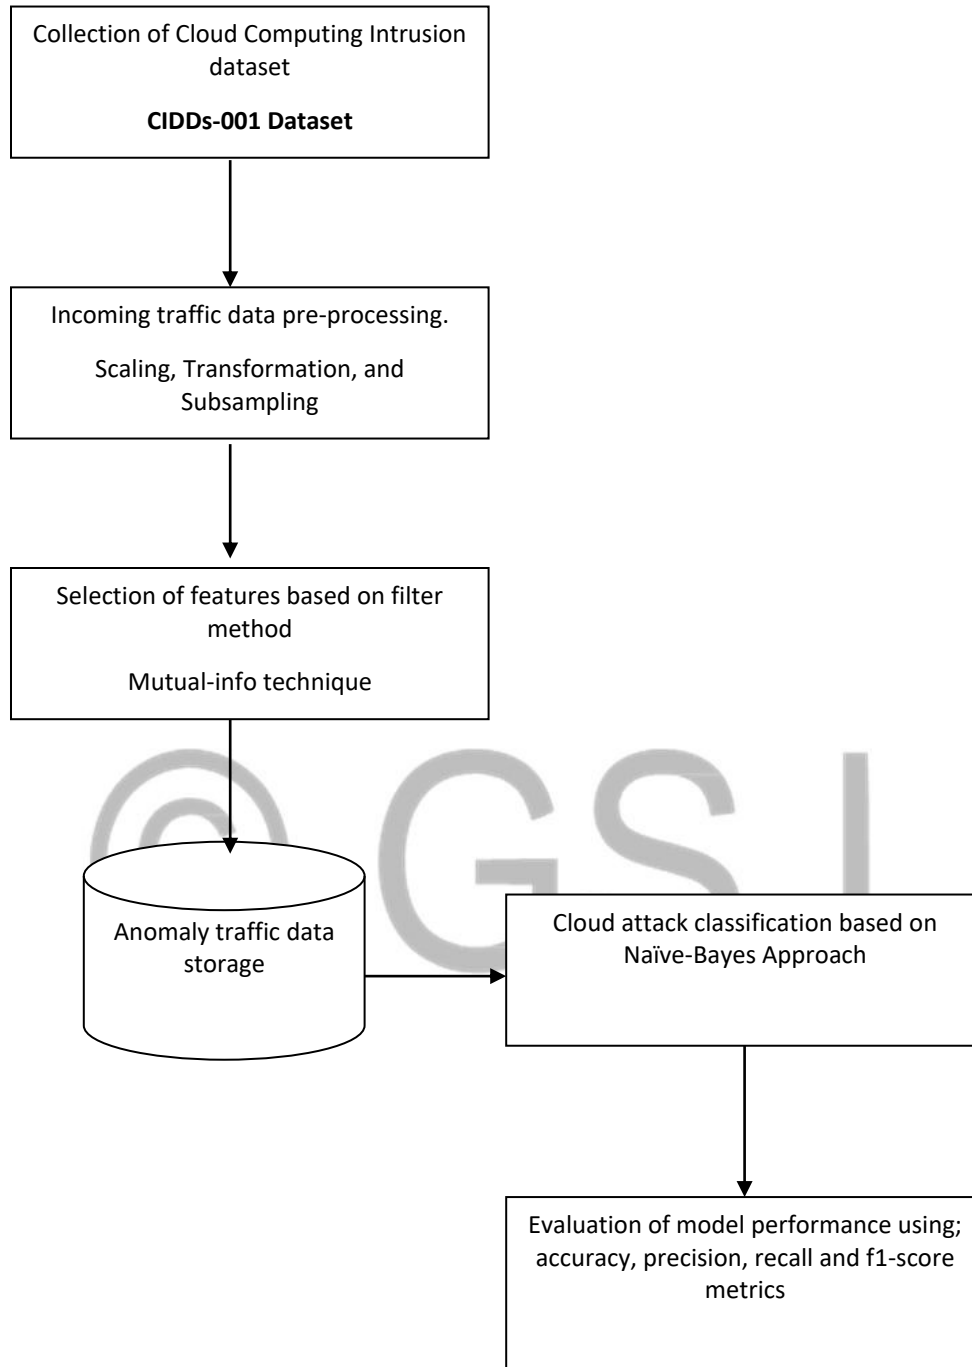 Collection of Cloud Computing Intrusion
dataset
CIDDs-001 Dataset
Incoming traffic data pre-processing.
Scaling, Transformation, and
Subsampling
Selection of features based on filter
method
Mutual-info technique
© GSJ
Anomaly traffic data
storage
Cloud attack classification based on
Naïve-Bayes Approach
Evaluation of model performance using;
accuracy, precision, recall and f1-score
metrics